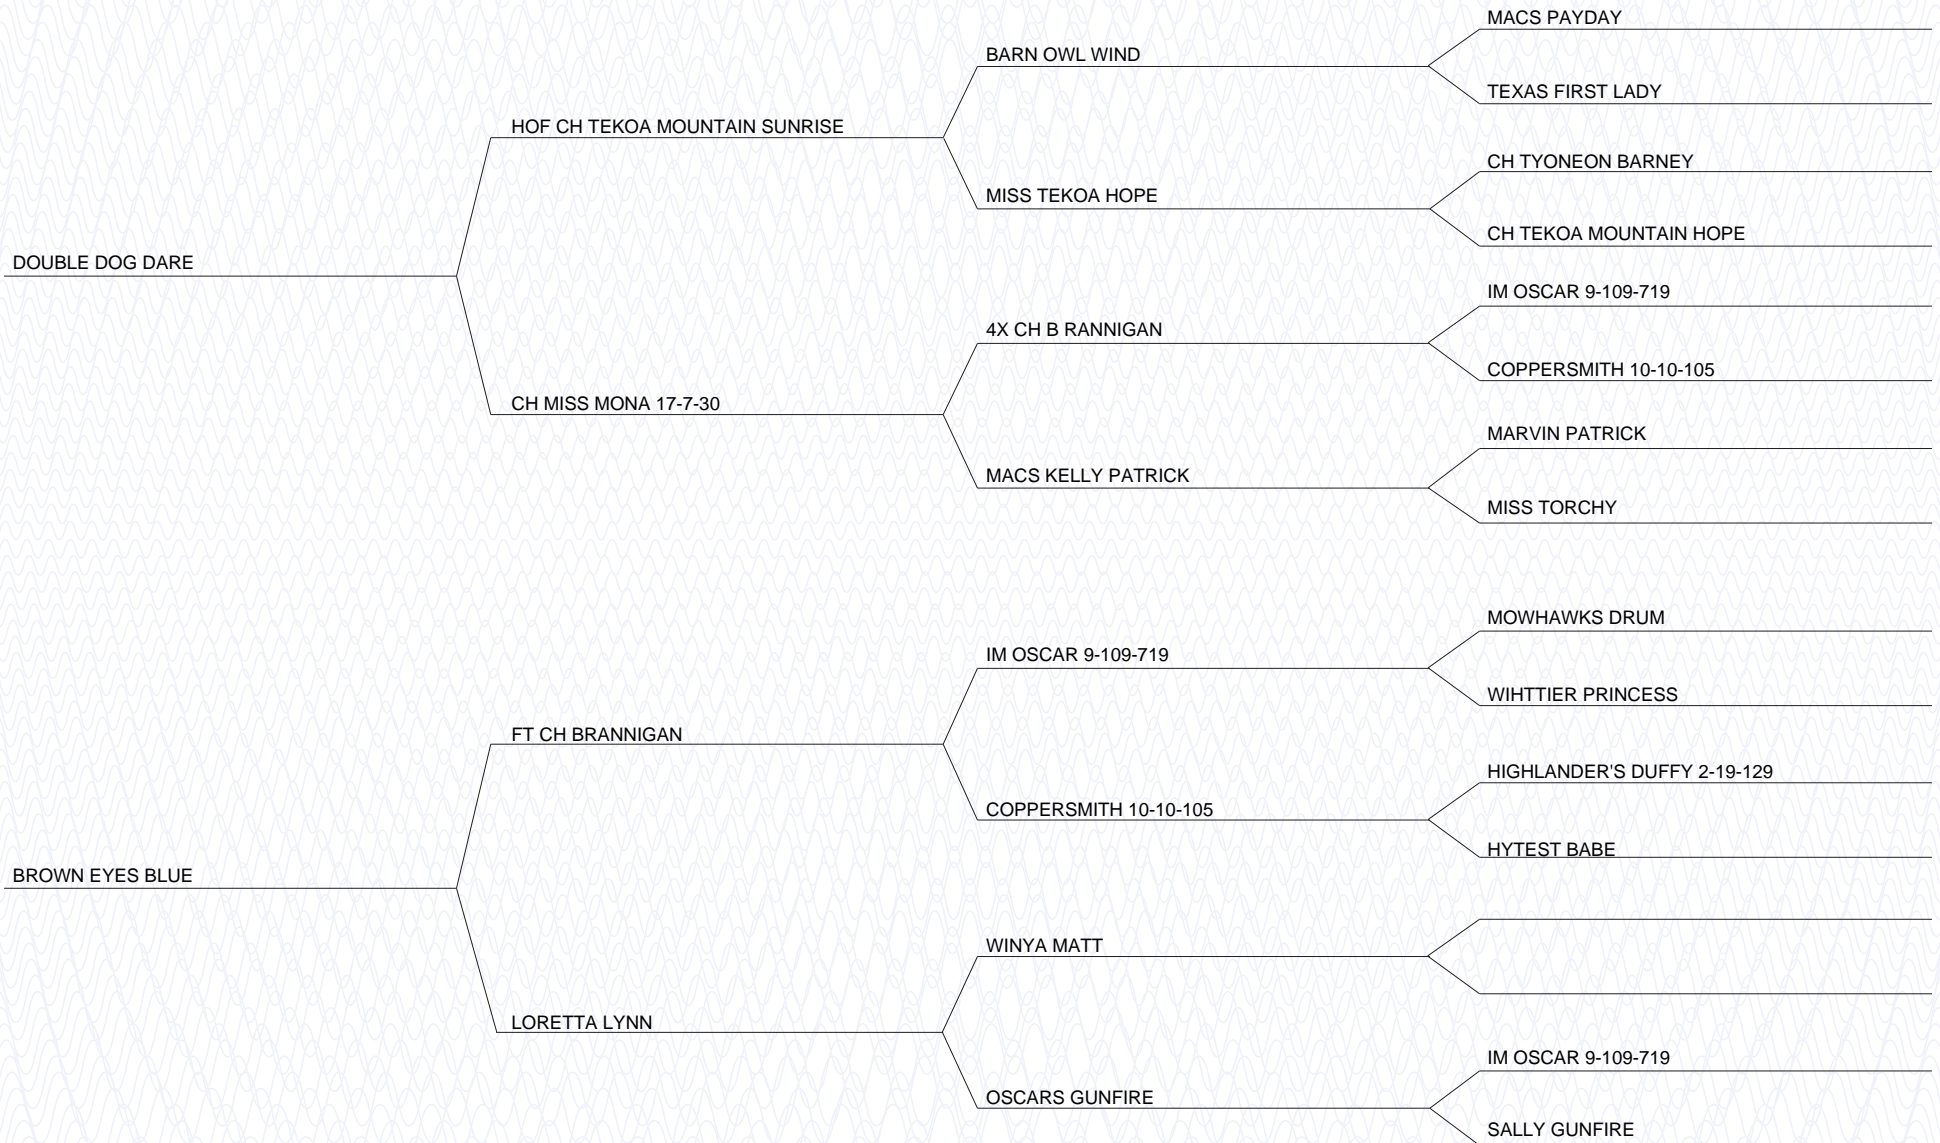 MACS PAYDAY
BARN OWL WIND
TEXAS FIRST LADY
HOF CH TEKOA MOUNTAIN SUNRISE
CH TYONEON BARNEY
MISS TEKOA HOPE
CH TEKOA MOUNTAIN HOPE
DOUBLE DOG DARE
IM OSCAR 9-109-719
4X CH B RANNIGAN
COPPERSMITH 10-10-105
CH MISS MONA 17-7-30
MARVIN PATRICK
MACS KELLY PATRICK
MISS TORCHY
MOWHAWKS DRUM
IM OSCAR 9-109-719
WIHTTIER PRINCESS
FT CH BRANNIGAN
HIGHLANDER'S DUFFY 2-19-129
COPPERSMITH 10-10-105
HYTEST BABE
BROWN EYES BLUE
WINYA MATT
LORETTA LYNN
IM OSCAR 9-109-719
OSCARS GUNFIRE
SALLY GUNFIRE